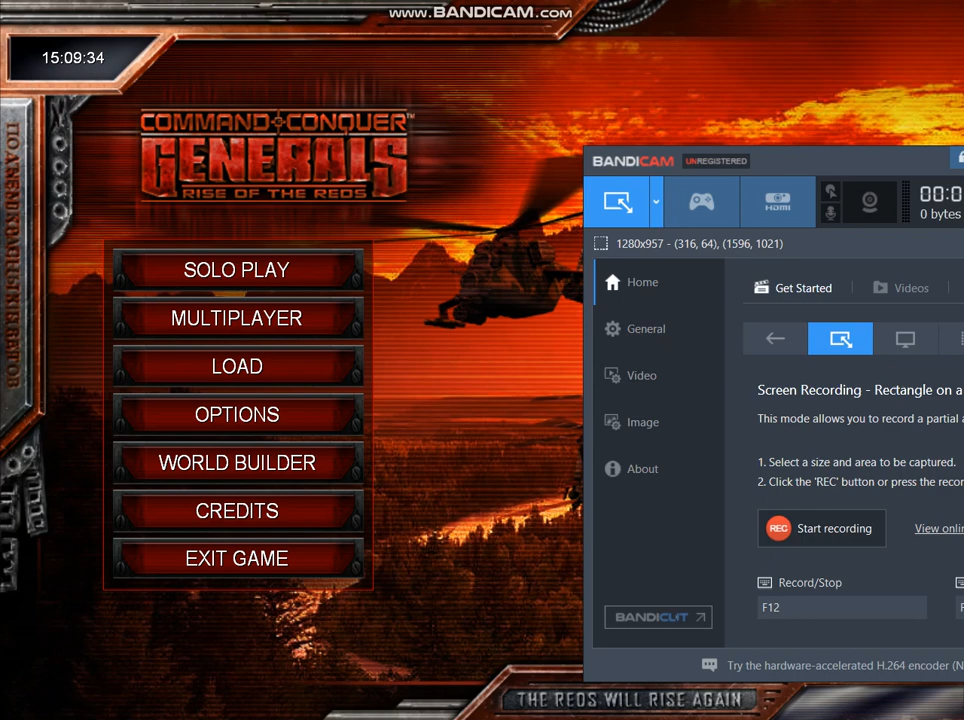 www.BANDICAM.com
15:09:34
COMMAND & CONQUER™
GENERALS
RISE OF THE REDS
SOLO PLAY
MULTIPLAYER
LOAD
OPTIONS
WORLD BUILDER
CREDITS
EXIT GAME
THE REDS WILL RISE AGAIN
BANDICAM UNREGISTERED
HDMI
00:0
0 bytes
1280x957 - (316, 64), (1596, 1021)
Home
General
Video
Image
About
BANDICUT
Get Started
Videos
Screen Recording - Rectangle on a
This mode allows you to record a partial
1. Select a size and area to be captured.
2. Click the 'REC' button or press the recor
REC Start recording
View onlin
Record/Stop
F12
Try the hardware-accelerated H.264 encoder (N